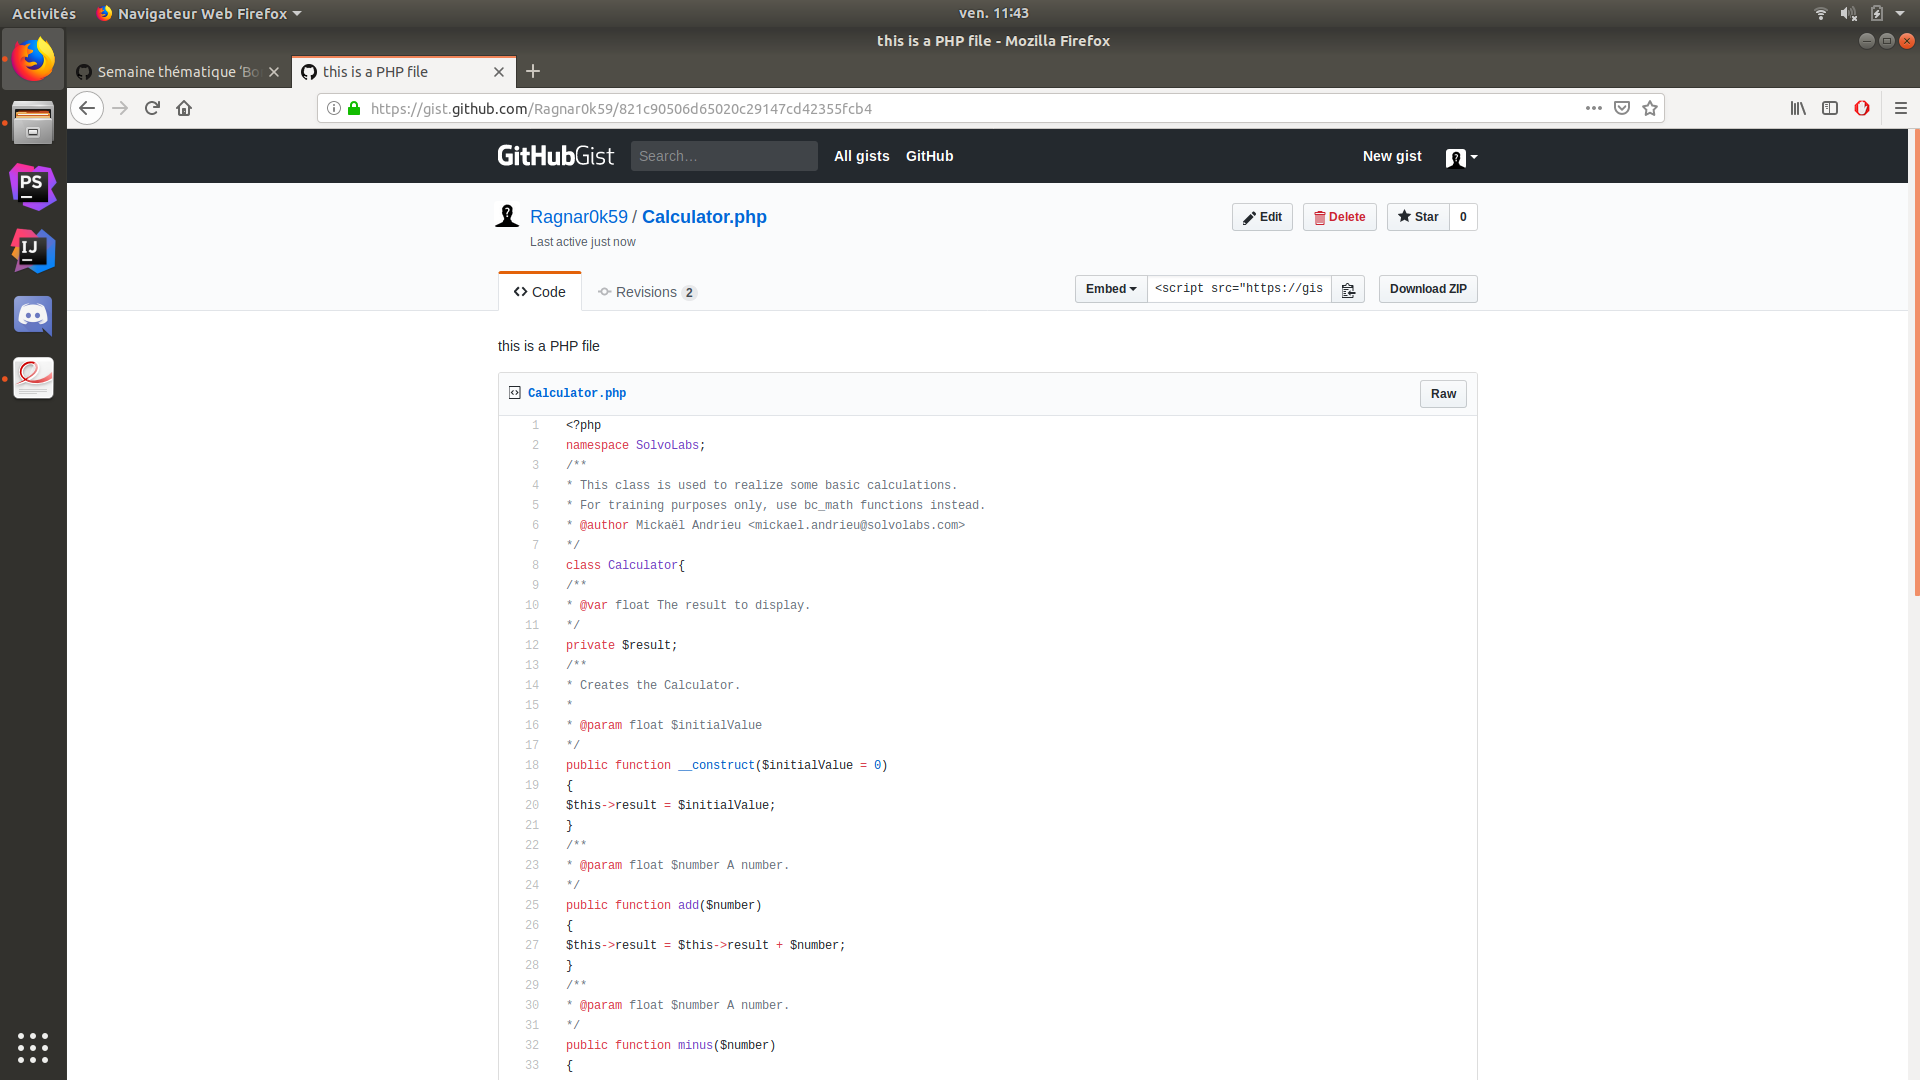 Activités Navigateur Web Firefox ven. 11:43
this is a PHP file - Mozilla Firefox
Semaine thématique ‘Bo this is a PHP file
https://gist.github.com/Ragnar0k59/821c90506d65020c29147cd42355fcb4
GitHubGist Search… All gists GitHub New gist
Ragnar0k59 / Calculator.php Edit Delete Star 0
Last active just now
Code Revisions 2 Embed <script src="https://gis Download ZIP
this is a PHP file
Calculator.php Raw
1 <?php
2 namespace SolvoLabs;
3 /**
4 * This class is used to realize some basic calculations.
5 * For training purposes only, use bc_math functions instead.
6 * @author Mickaël Andrieu <mickael.andrieu@solvolabs.com>
7 */
8 class Calculator{
9 /**
10 * @var float The result to display.
11 */
12 private $result;
13 /**
14 * Creates the Calculator.
15 *
16 * @param float $initialValue
17 */
18 public function __construct($initialValue = 0)
19 {
20 $this->result = $initialValue;
21 }
22 /**
23 * @param float $number A number.
24 */
25 public function add($number)
26 {
27 $this->result = $this->result + $number;
28 }
29 /**
30 * @param float $number A number.
31 */
32 public function minus($number)
33 {
PS
IJ